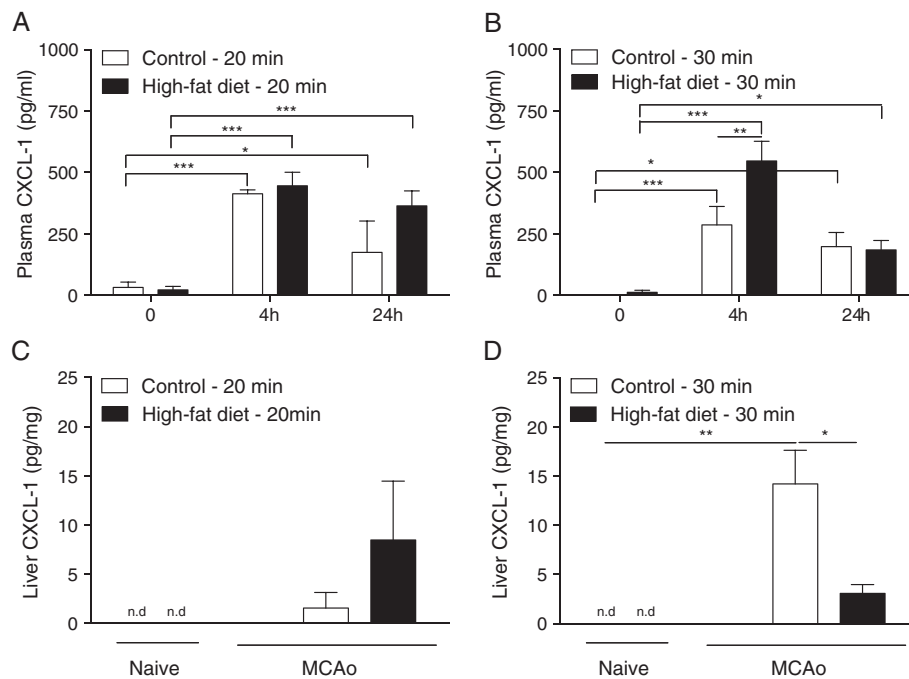 A
Plasma CXCL-1 (pg/ml)
1000
750
500
250
0
Control - 20 min
High-fat diet - 20 min
***
***
*
***
0
4h
24h
B
Plasma CXCL-1 (pg/ml)
1000
750
500
250
0
Control - 30 min
High-fat diet - 30 min
*
***
**
*
***
0
4h
24h
C
Liver CXCL-1 (pg/mg)
25
20
15
10
5
0
Control - 20 min
High-fat diet - 20min
n.d
n.d
Naive
MCAo
D
Liver CXCL-1 (pg/mg)
25
20
15
10
5
0
Control - 30 min
High-fat diet - 30 min
**
*
n.d
n.d
Naive
MCAo